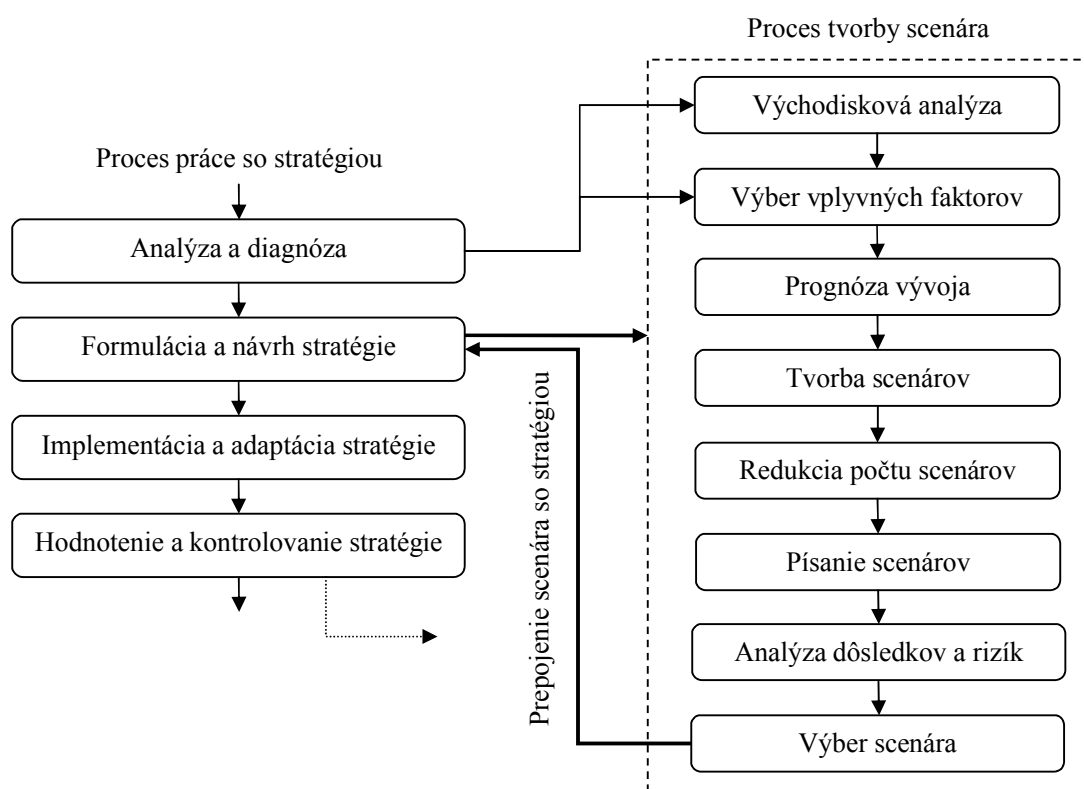 Proces tvorby scenára
Východisková analýza
Proces práce so stratégiou
Výber vplyvných faktorov
Analýza a diagnóza
Prognóza vývoja
Formulácia a návrh stratégie
Tvorba scenárov
Implementácia a adaptácia stratégie
Redukcia počtu scenárov
Hodnotenie a kontrolovanie stratégie
Písanie scenárov
Prepojenie scenára so stratégiou
Analýza dôsledkov a rizík
Výber scenára